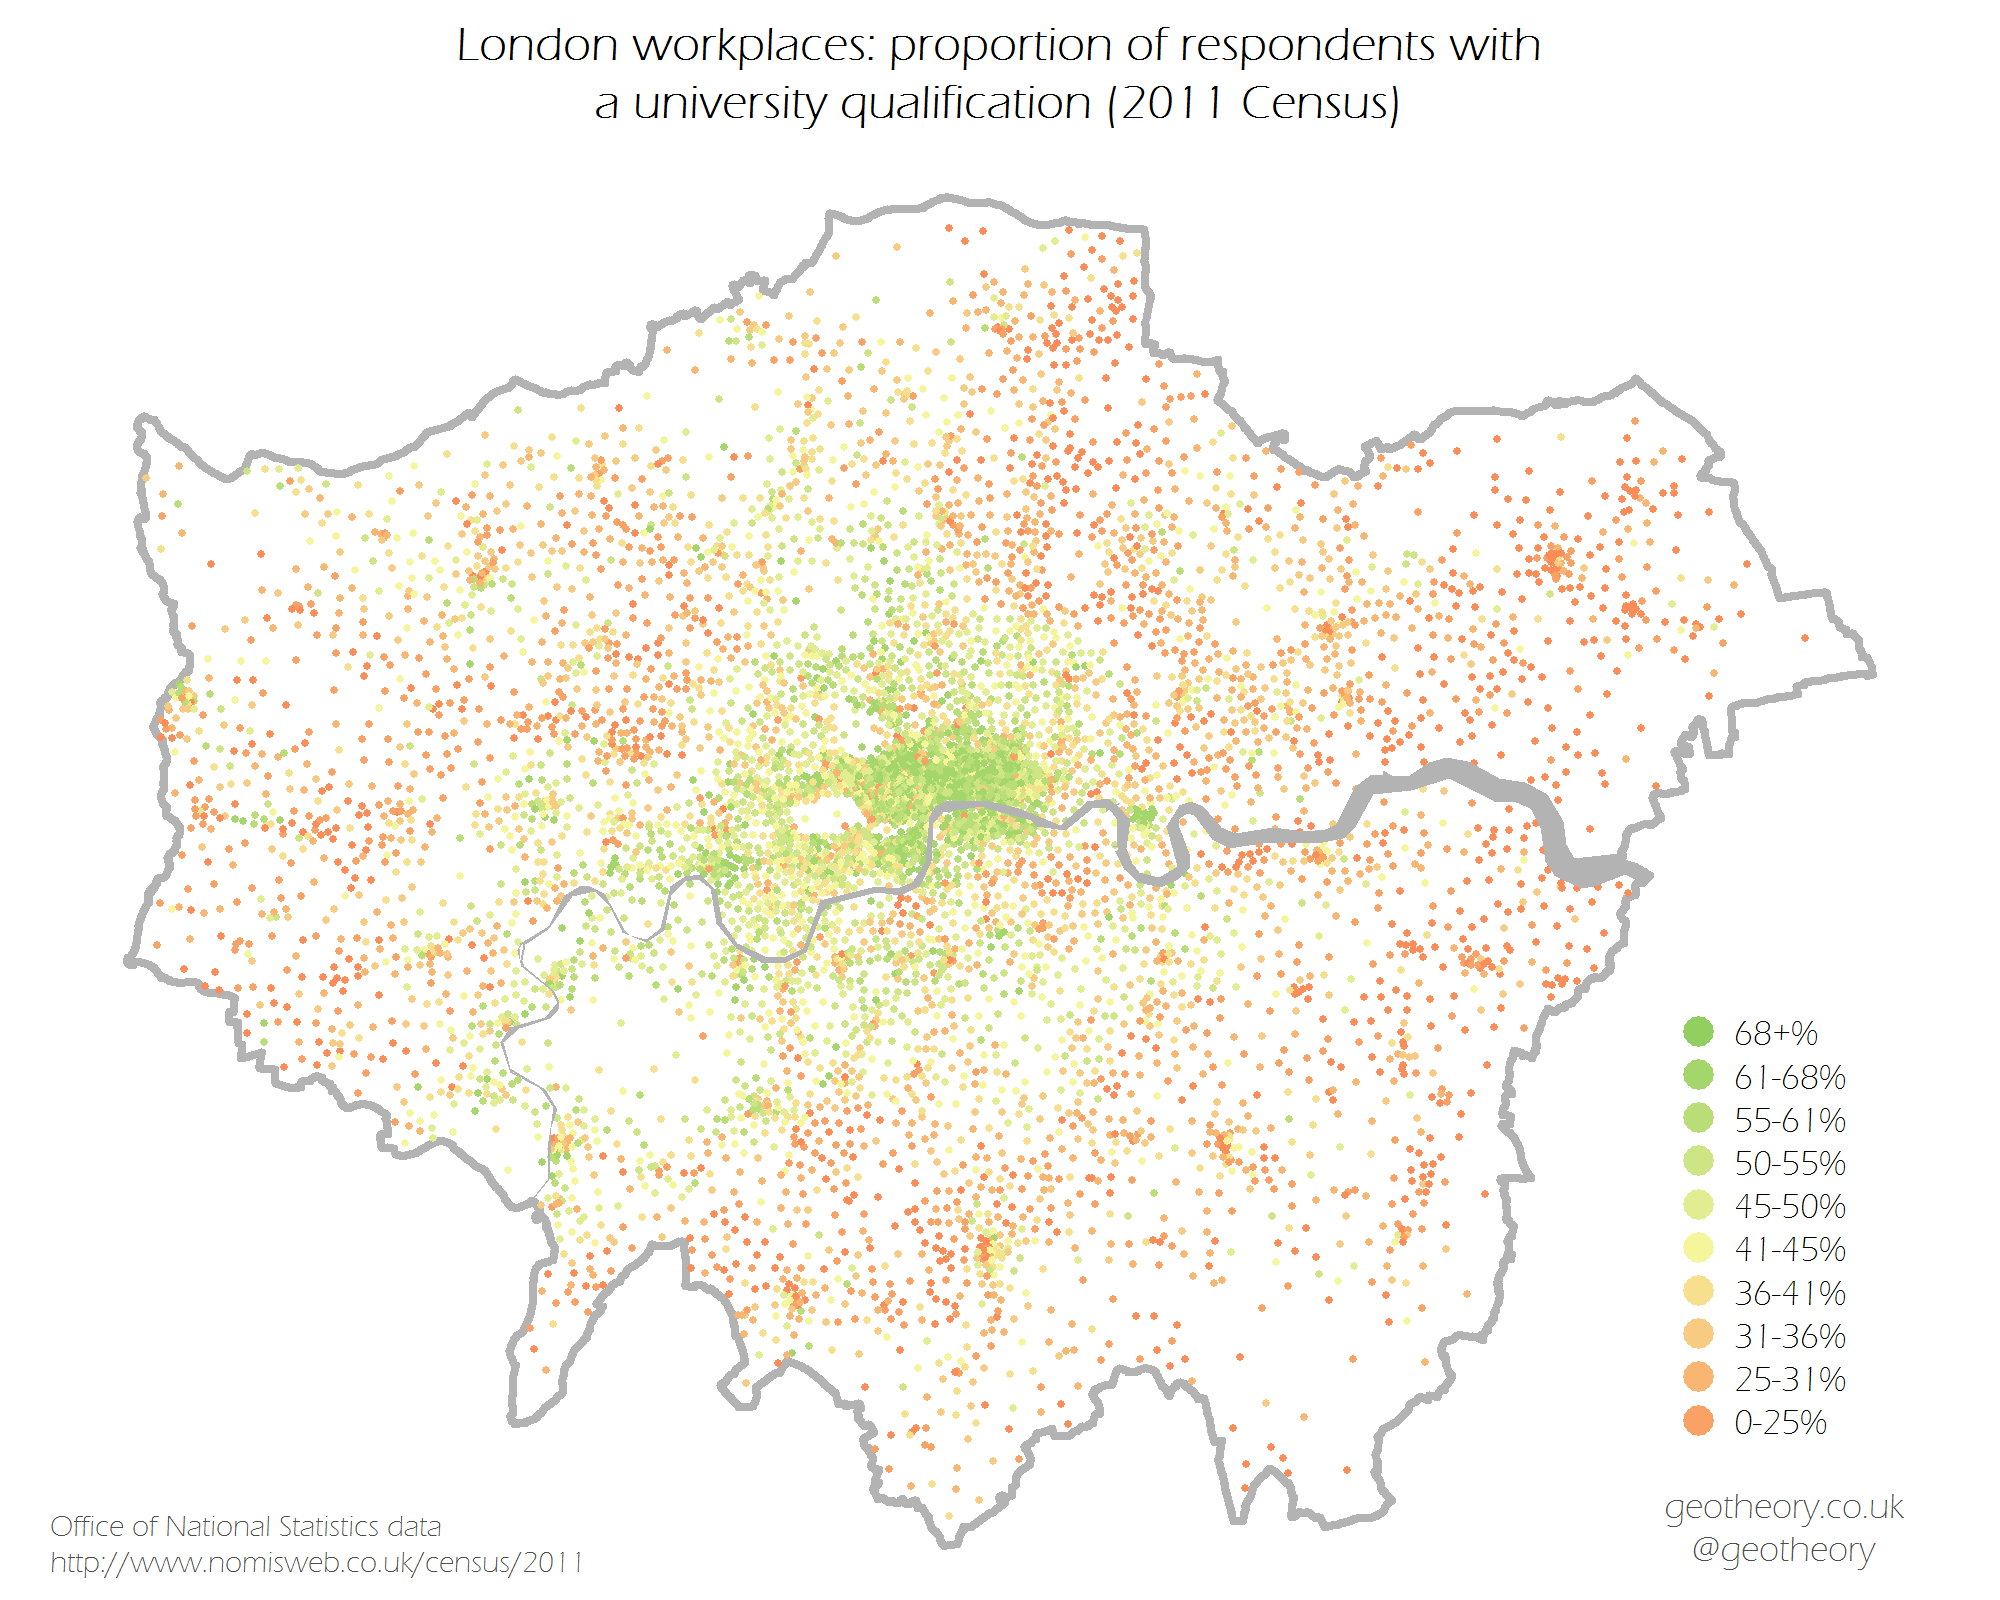 London workplaces: proportion of respondents with
a university qualification (2011 Census)
68+%
61-68%
55-61%
50-55%
45-50%
41-45%
36-41%
31-36%
25-31%
0-25%
Office of National Statistics data
http://www.nomisweb.co.uk/census/2011
geotheory.co.uk
@geotheory